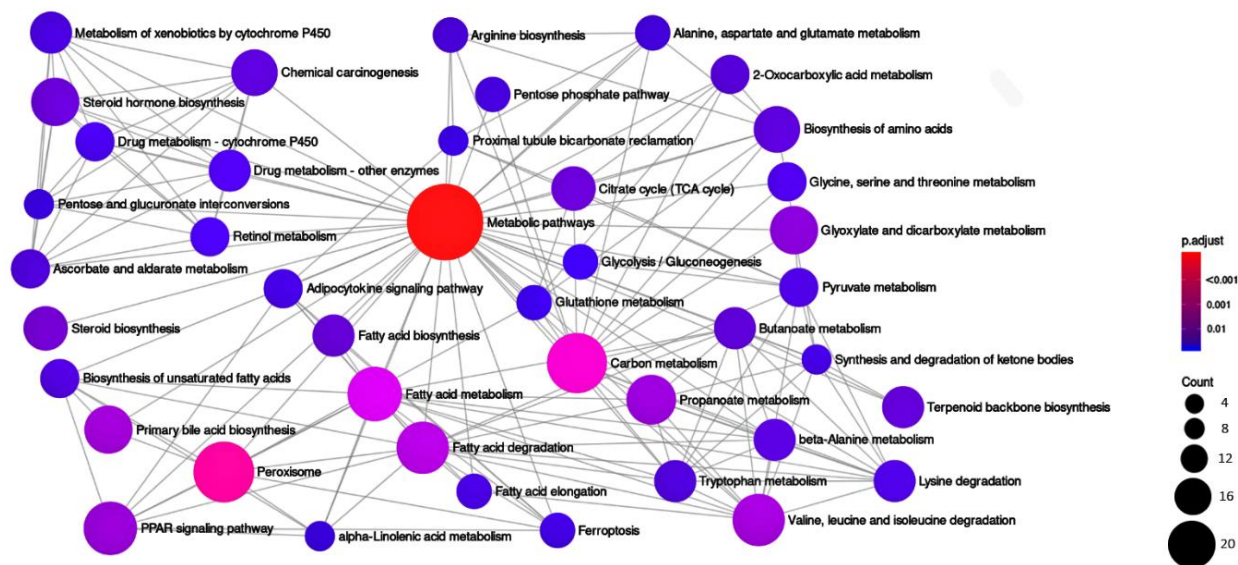 Metabolism of xenobiotics by cytochrome P450
Arginine biosynthesis
Alanine, aspartate and glutamate metabolism
Chemical carcinogenesis
2-Oxocarboxylic acid metabolism
Pentose phosphate pathway
Steroid hormone biosynthesis
Biosynthesis of amino acids
Drug metabolism - cytochrome P450
Proximal tubule bicarbonate reclamation
Drug metabolism - other enzymes
Citrate cycle (TCA cycle)
Glycine, serine and threonine metabolism
Pentose and glucuronate interconversions
Metabolic pathways
Retinol metabolism
Glyoxylate and dicarboxylate metabolism
Ascorbate and aldarate metabolism
Glycolysis / Gluconeogenesis
Adipocytokine signaling pathway
Pyruvate metabolism
Glutathione metabolism
Steroid biosynthesis
Fatty acid biosynthesis
Butanoate metabolism
Carbon metabolism
Synthesis and degradation of ketone bodies
Biosynthesis of unsaturated fatty acids
Fatty acid metabolism
Propanoate metabolism
Terpenoid backbone biosynthesis
Primary bile acid biosynthesis
Fatty acid degradation
beta-Alanine metabolism
Peroxisome
Tryptophan metabolism
Lysine degradation
Fatty acid elongation
PPAR signaling pathway
alpha-Linolenic acid metabolism
Ferroptosis
Valine, leucine and isoleucine degradation
p.adjust
<0.001
0.001
0.01
Count
4
8
12
16
20